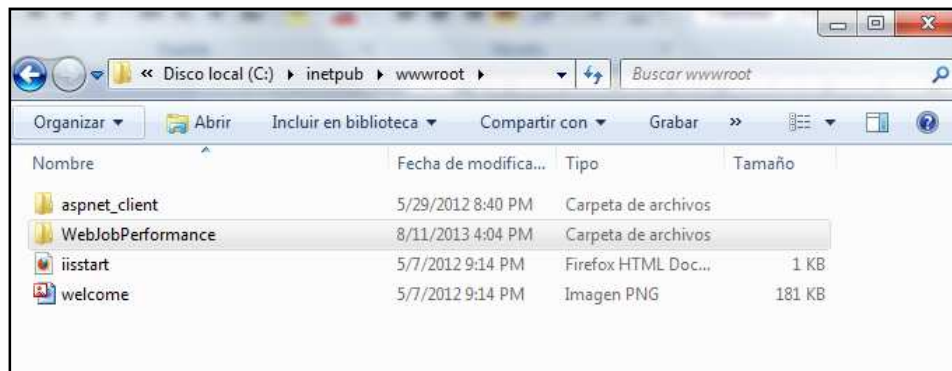 « Disco local (C:) ▸ inetpub ▸ wwwroot ▸ Buscar wwwroot
Organizar Abrir Incluir en biblioteca Compartir con Grabar »
Nombre Fecha de modifica... Tipo Tamaño
aspnet_client 5/29/2012 8:40 PM Carpeta de archivos
WebJobPerformance 8/11/2013 4:04 PM Carpeta de archivos
iisstart 5/7/2012 9:14 PM Firefox HTML Doc... 1 KB
welcome 5/7/2012 9:14 PM Imagen PNG 181 KB